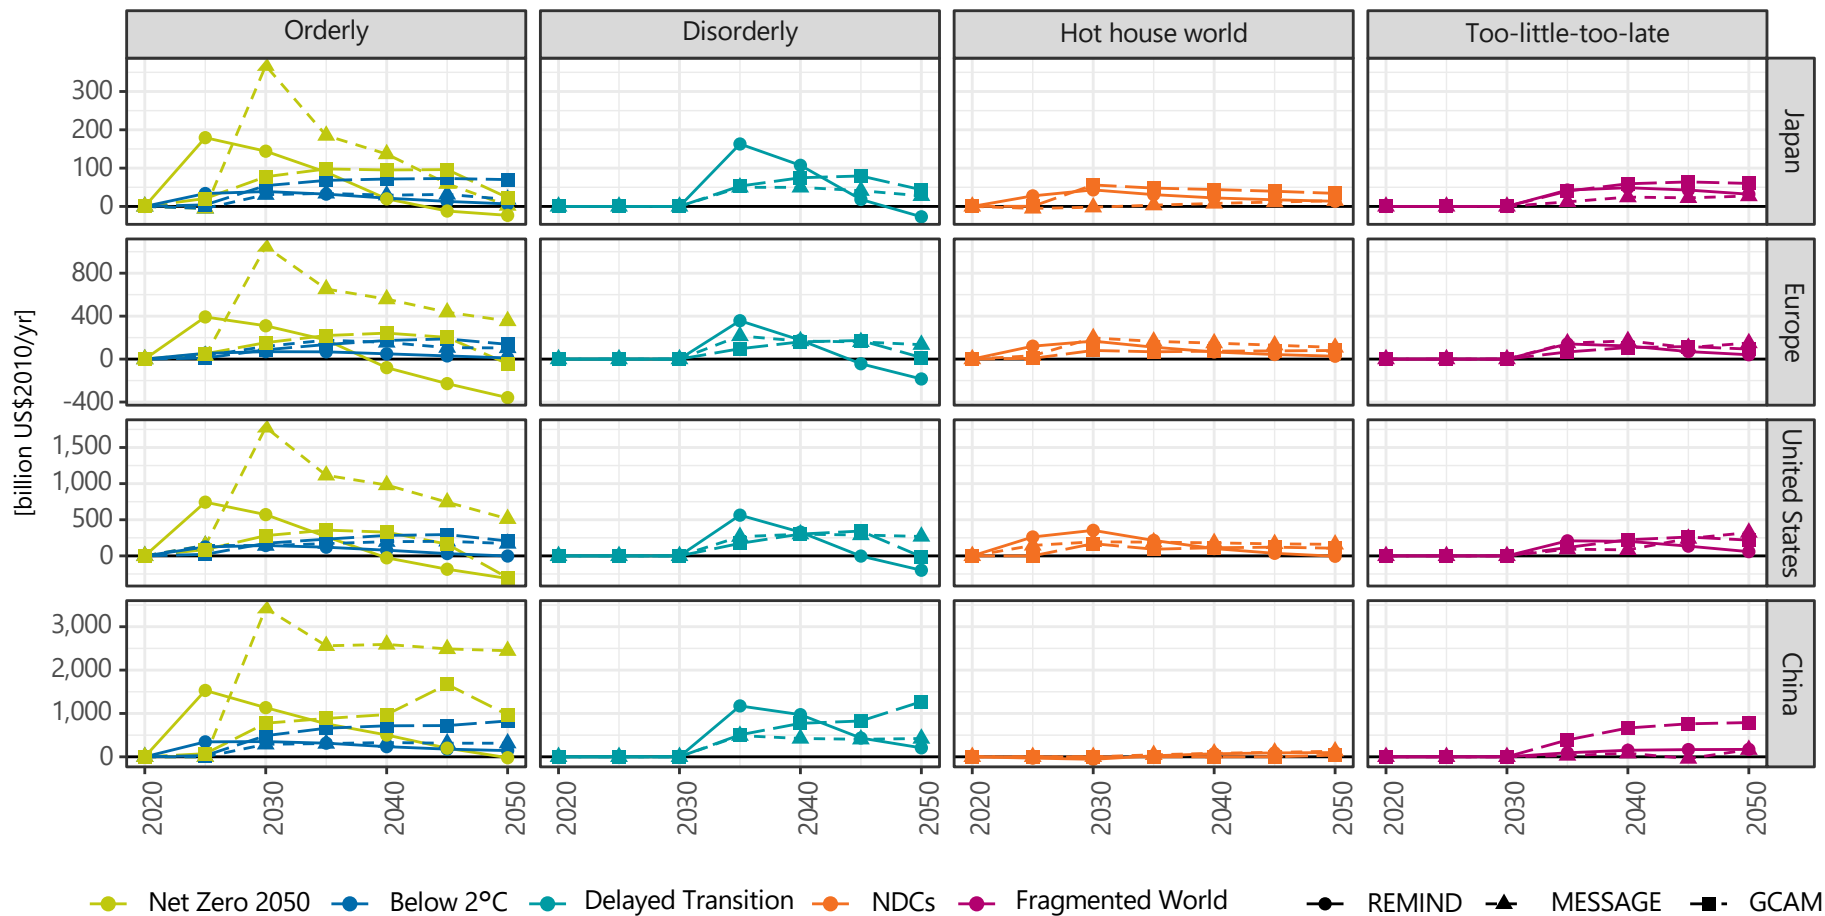 Orderly
Disorderly
Hot house world
Too-little-too-late
[billion US$2010/yr]
300
200
100
0
Japan
800
400
0
-400
Europe
1,500
1,000
500
0
United States
3,000
2,000
1,000
0
China
2020 2030 2040 2050 2020 2030 2040 2050 2020 2030 2040 2050 2020 2030 2040 2050
Net Zero 2050 Below 2°C Delayed Transition NDCs Fragmented World REMIND MESSAGE GCAM